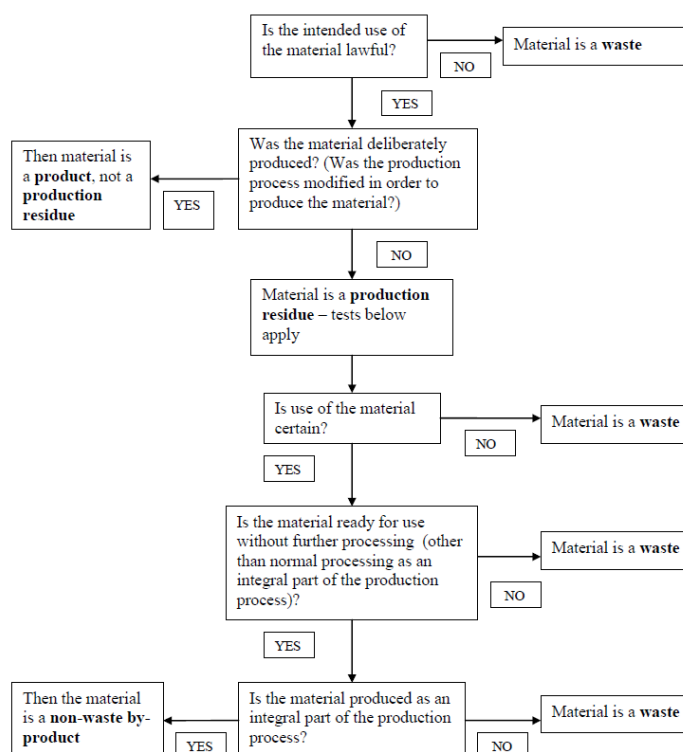 Is the intended use of
the material lawful?
NO
Material is a waste
YES
Was the material deliberately
produced? (Was the production
process modified in order to
produce the material?)
Then material is
a product, not a
production
residue
YES
NO
Material is a production
residue – tests below
apply
Is use of the material
certain?
NO
Material is a waste
YES
Is the material ready for use
without further processing (other
than normal processing as an
integral part of the production
process)?
NO
Material is a waste
YES
Then the material
is a non-waste by-
product
YES
Is the material produced as an
integral part of the production
process?
NO
Material is a waste